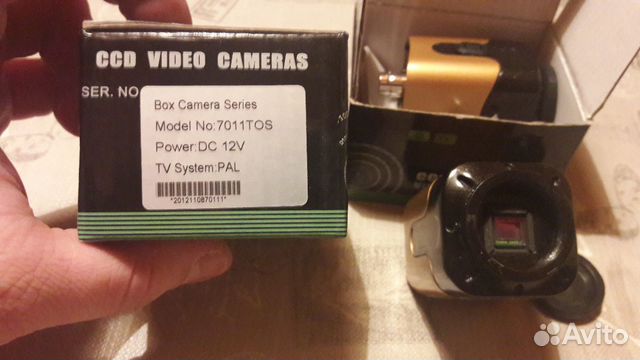 CCD VIDEO CAMERAS
SER. NO
Box Camera Series
Model No:7011TOS
Power:DC 12V
TV System:PAL
*2012110870111*
Avito